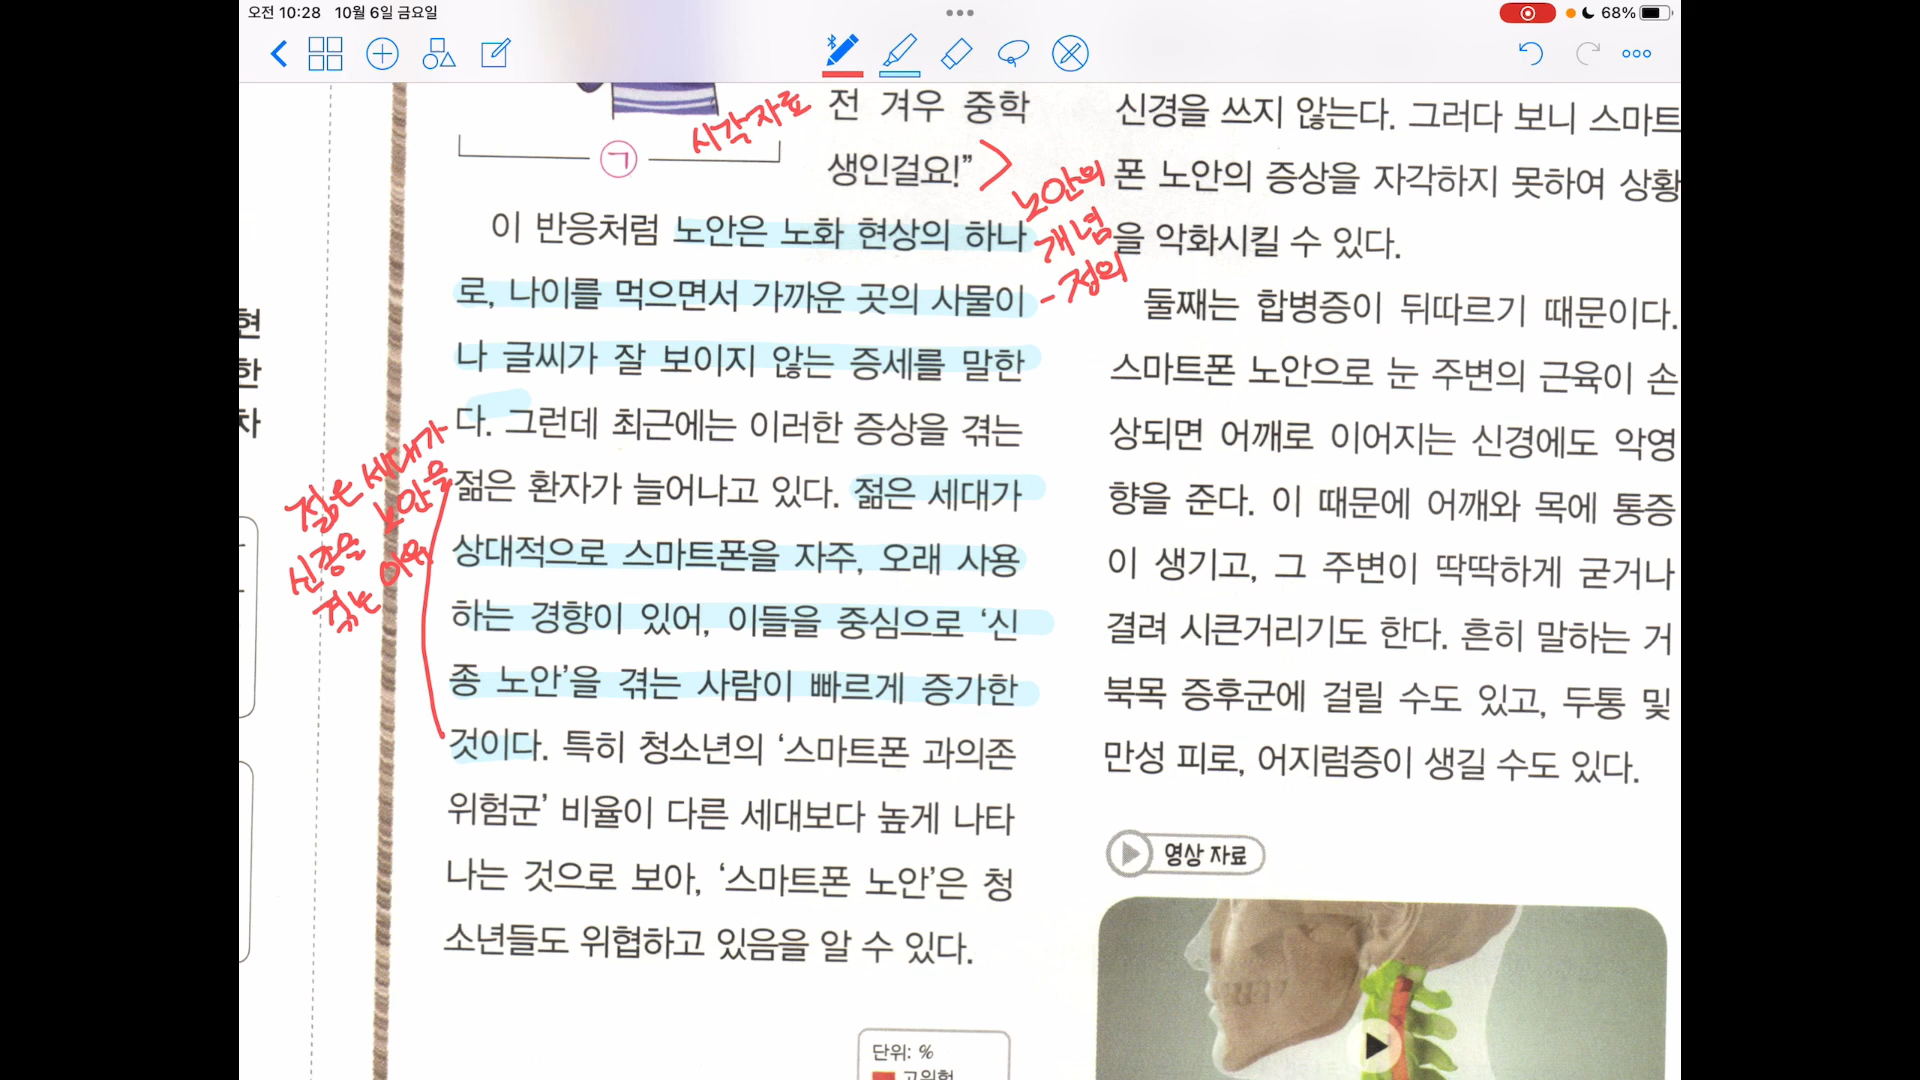 오전 10:28 10월 6일 금요일
68%
현
한
차
ㄱ
시각자료
전 겨우 중학
생인걸요!”
노안의
개념
-정의
이 반응처럼 노안은 노화 현상의 하나
로, 나이를 먹으면서 가까운 곳의 사물이
나 글씨가 잘 보이지 않는 증세를 말한
다. 그런데 최근에는 이러한 증상을 겪는
젊은 환자가 늘어나고 있다. 젊은 세대가
상대적으로 스마트폰을 자주, 오래 사용
하는 경향이 있어, 이들을 중심으로 ‘신
종 노안’을 겪는 사람이 빠르게 증가한
것이다. 특히 청소년의 ‘스마트폰 과의존
위험군’ 비율이 다른 세대보다 높게 나타
나는 것으로 보아, ‘스마트폰 노안’은 청
소년들도 위협하고 있음을 알 수 있다.
젊은 세대가
신종 노안을
겪는 이유
단위: %
고위험
신경을 쓰지 않는다. 그러다 보니 스마트
폰 노안의 증상을 자각하지 못하여 상황
을 악화시킬 수 있다.
둘째는 합병증이 뒤따르기 때문이다.
스마트폰 노안으로 눈 주변의 근육이 손
상되면 어깨로 이어지는 신경에도 악영
향을 준다. 이 때문에 어깨와 목에 통증
이 생기고, 그 주변이 딱딱하게 굳거나
결려 시큰거리기도 한다. 흔히 말하는 거
북목 증후군에 걸릴 수도 있고, 두통 및
만성 피로, 어지럼증이 생길 수도 있다.
영상 자료